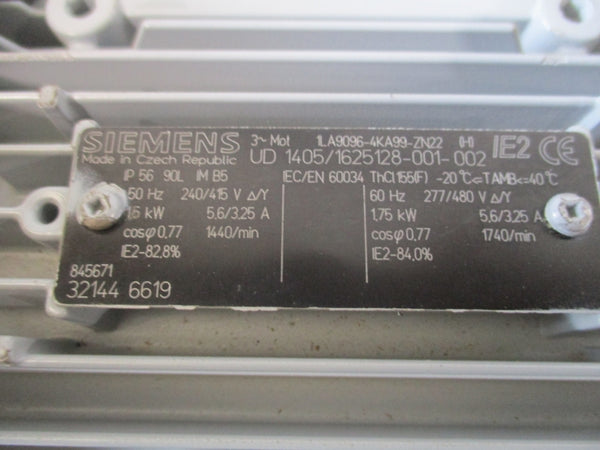 SIEMENS 3~ Mot 1LA9096-4KA99-ZN22 (H) IE2 CE
Made in Czech Republic UD 1405/1625128-001-002
IP 56 90L IM B5 IEC/EN 60034 ThCl.155(F) -20°C<=TAMB<=40°C
50 Hz 240/415 V Δ/Y 60 Hz 277/480 V Δ/Y
kW 5,6/3,25 A 1,75 kW 5,6/3,25 A
cosφ 0,77 1440/min cosφ 0,77 1740/min
IE2-82,8% IE2-84,0%
845671
32144 6619